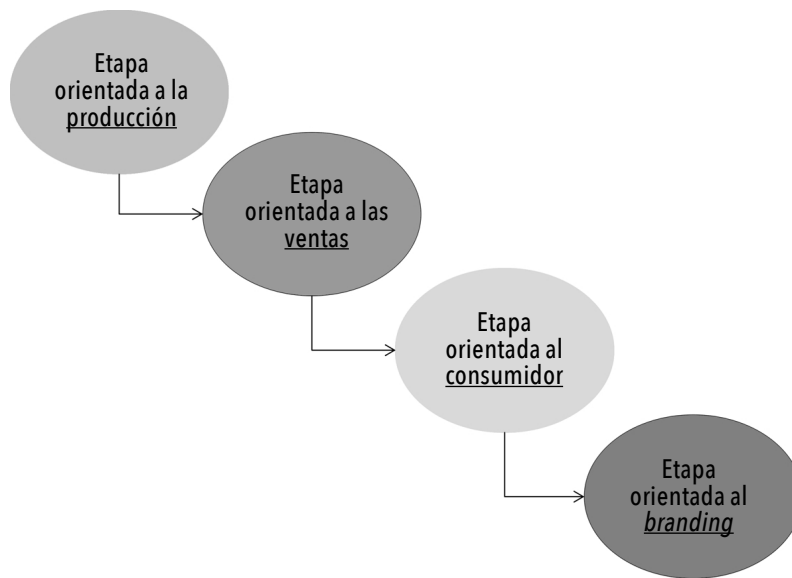 Etapa
orientada a la
producción
Etapa
orientada a las
ventas
Etapa
orientada al
consumidor
Etapa
orientada al
branding